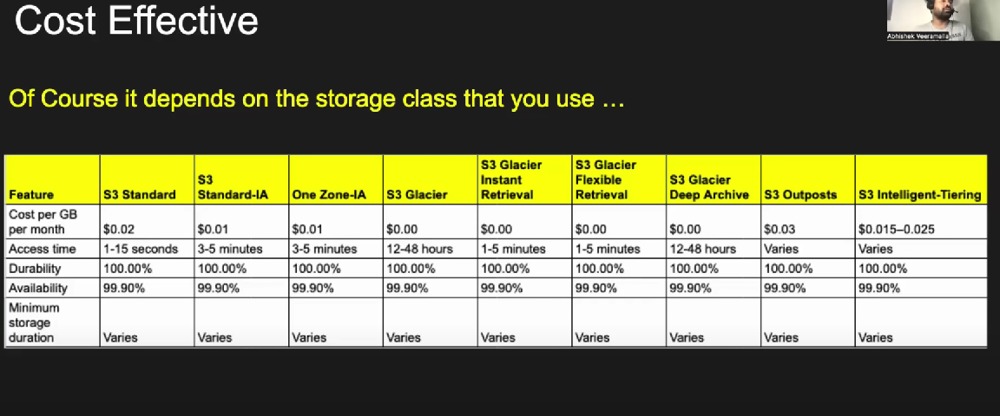 Cost Effective
Abhishek Veeramalla
Of Course it depends on the storage class that you use ...
Feature S3 Standard S3 Standard-IA One Zone-IA S3 Glacier S3 Glacier Instant Retrieval S3 Glacier Flexible Retrieval S3 Glacier Deep Archive S3 Outposts S3 Intelligent-Tiering
Cost per GB per month $0.02 $0.01 $0.01 $0.00 $0.00 $0.00 $0.00 $0.03 $0.015–0.025
Access time 1-15 seconds 3-5 minutes 3-5 minutes 12-48 hours 1-5 minutes 1-5 minutes 12-48 hours Varies Varies
Durability 100.00% 100.00% 100.00% 100.00% 100.00% 100.00% 100.00% 100.00% 100.00%
Availability 99.90% 99.90% 99.90% 99.90% 99.90% 99.90% 99.90% 99.90% 99.90%
Minimum storage duration Varies Varies Varies Varies Varies Varies Varies Varies Varies